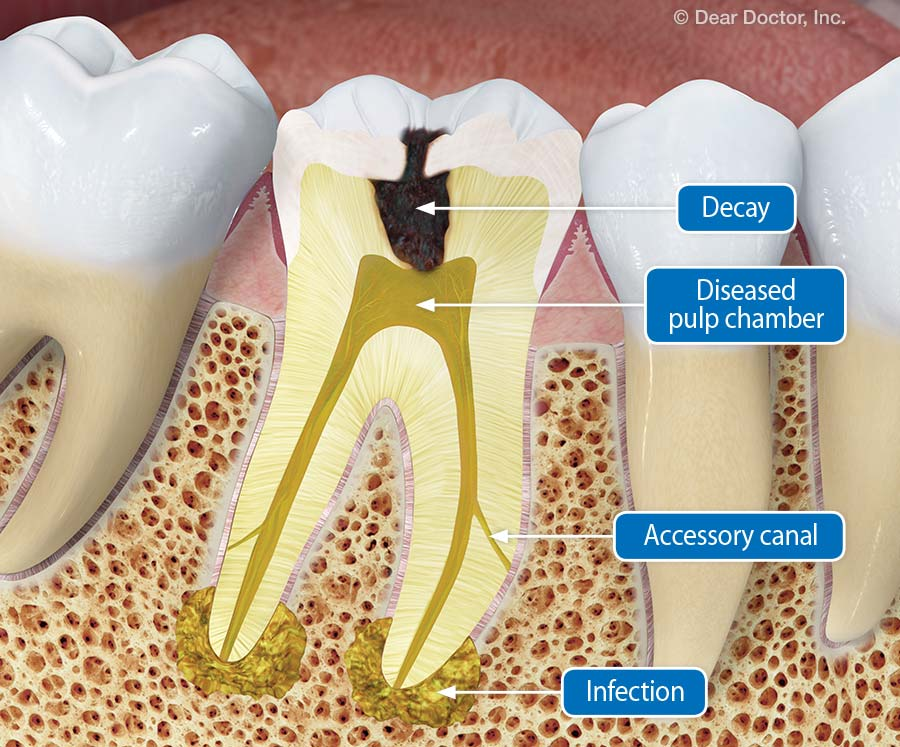 © Dear Doctor, Inc.
Decay
Diseased
pulp chamber
Accessory canal
Infection